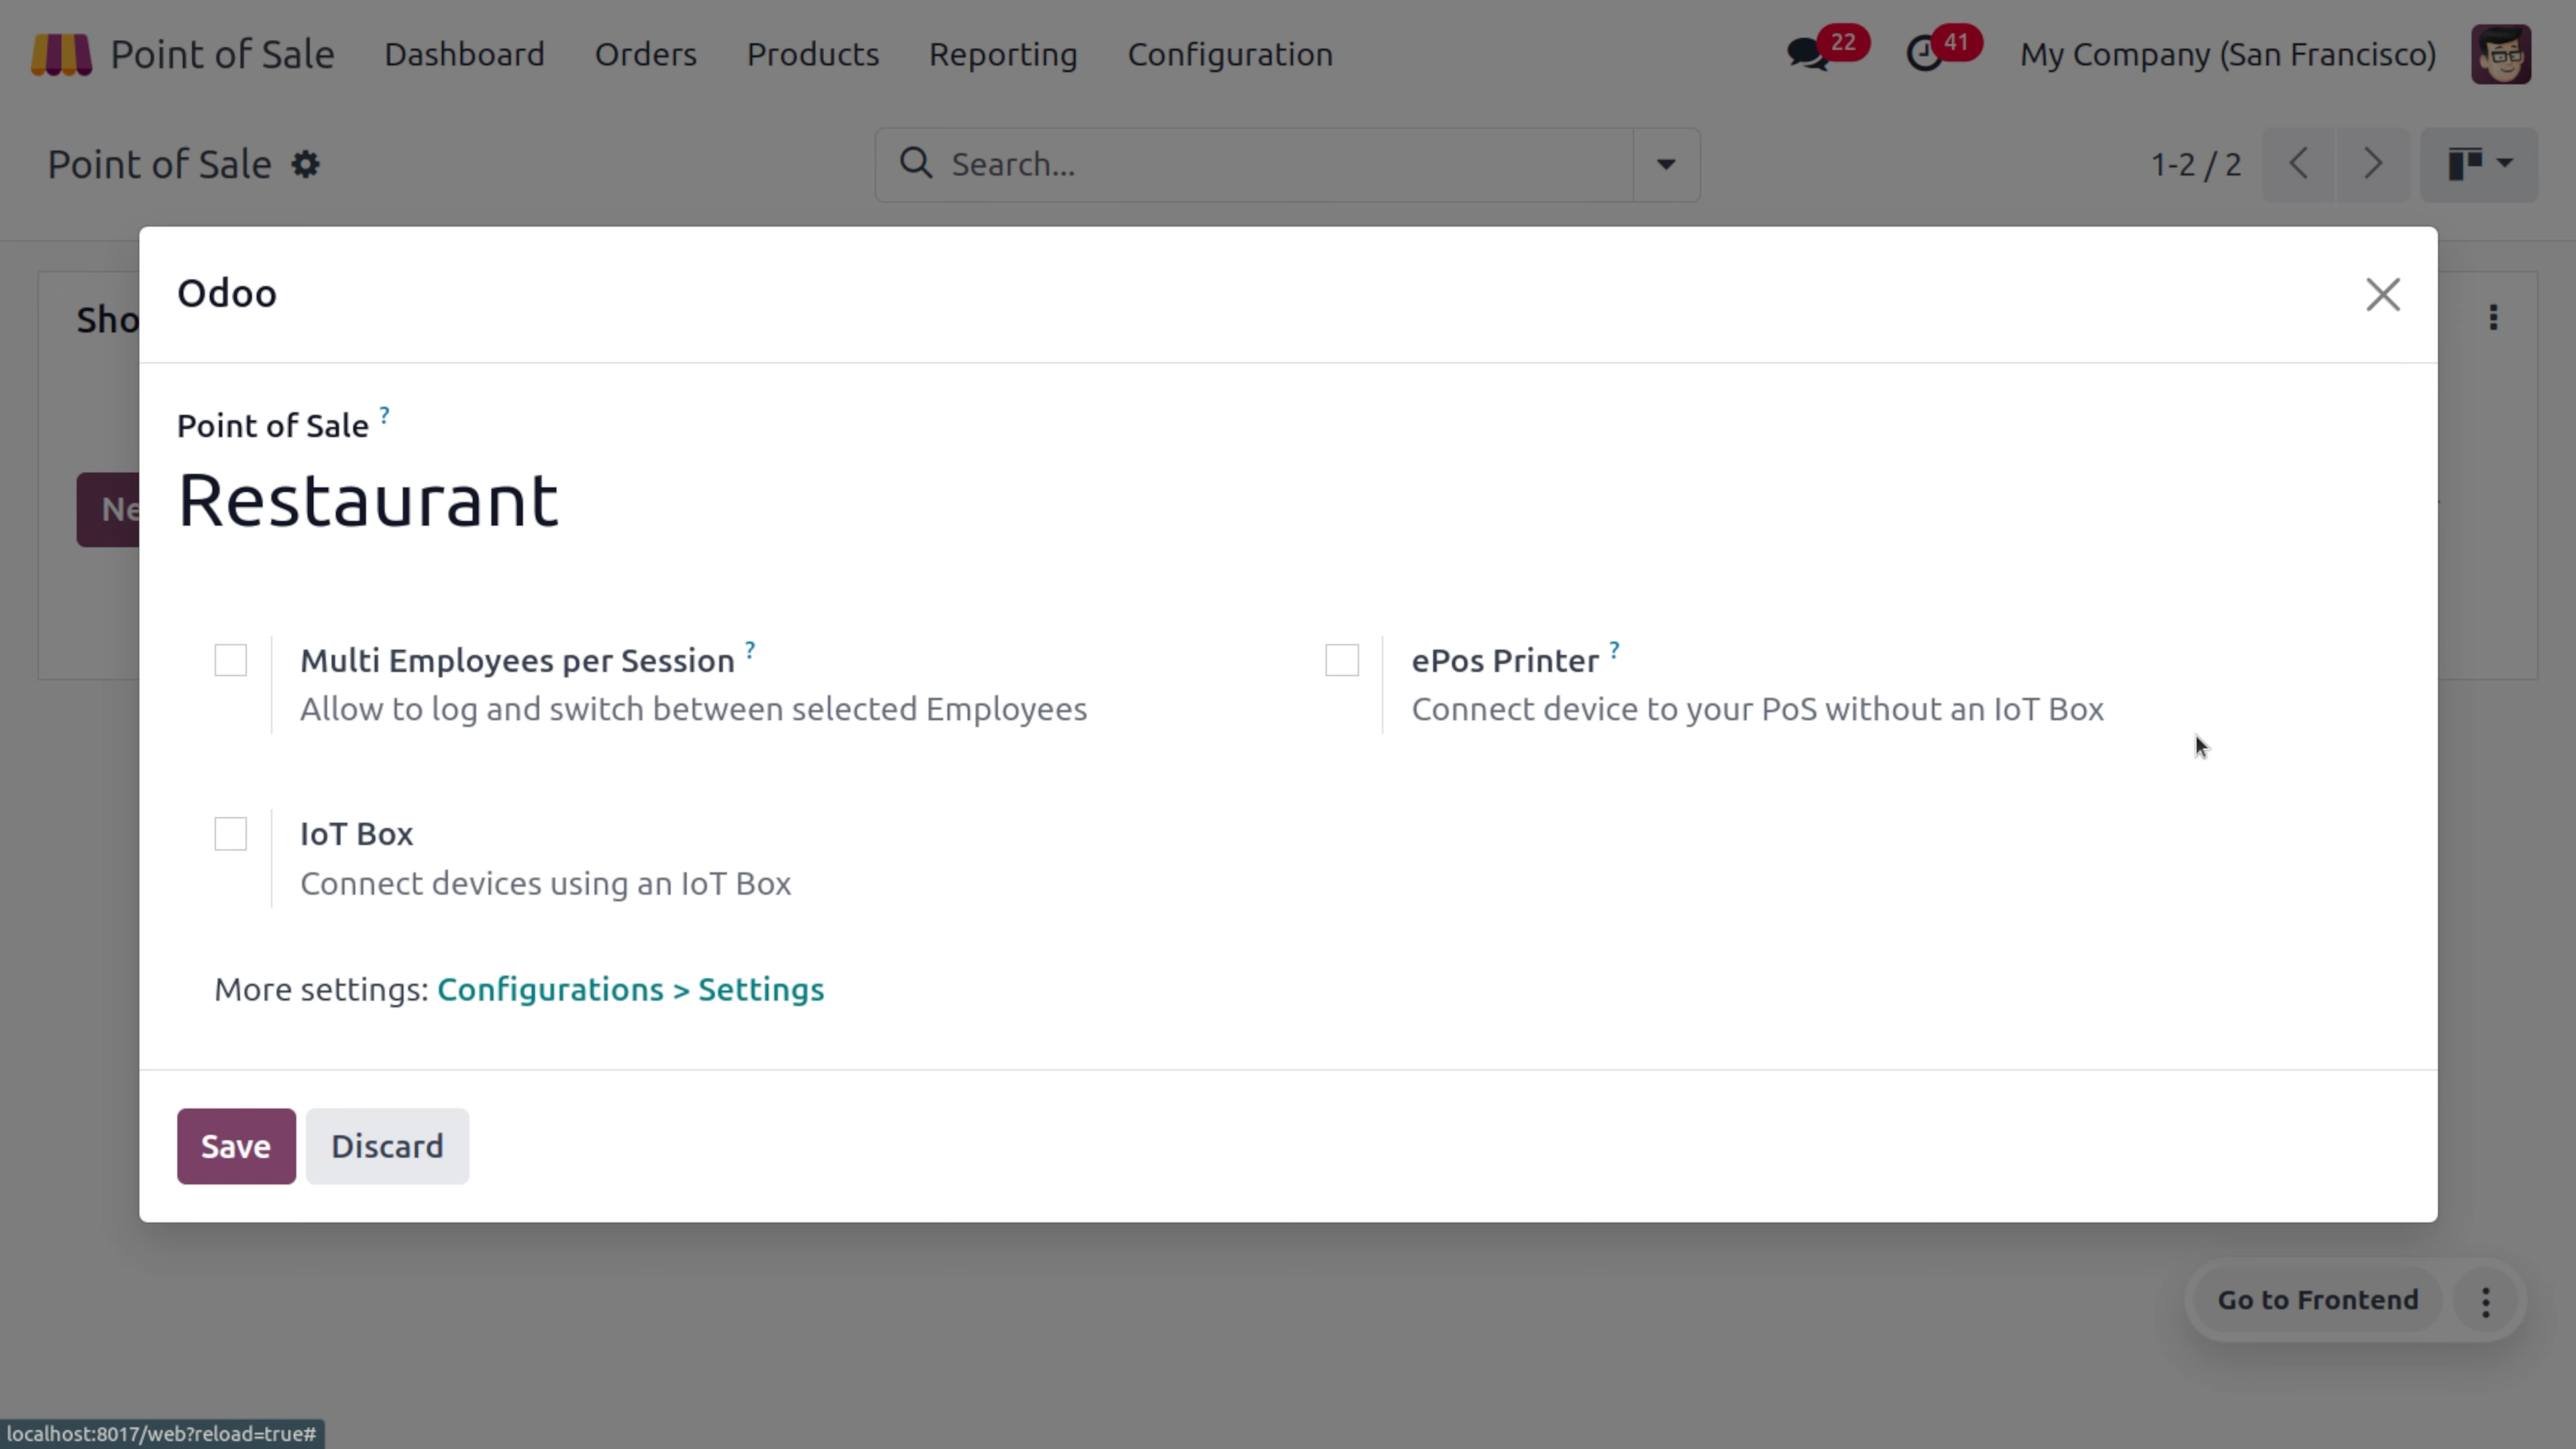 Point of Sale Dashboard Orders Products Reporting Configuration 22 41 My Company (San Francisco)
Point of Sale Search... 1-2 / 2
Odoo
Sho
Point of Sale ?
Restaurant
Ne
Multi Employees per Session ? ePos Printer ?
Allow to log and switch between selected Employees Connect device to your PoS without an IoT Box
IoT Box
Connect devices using an IoT Box
More settings: Configurations > Settings
Save Discard
Go to Frontend
localhost:8017/web?reload=true#